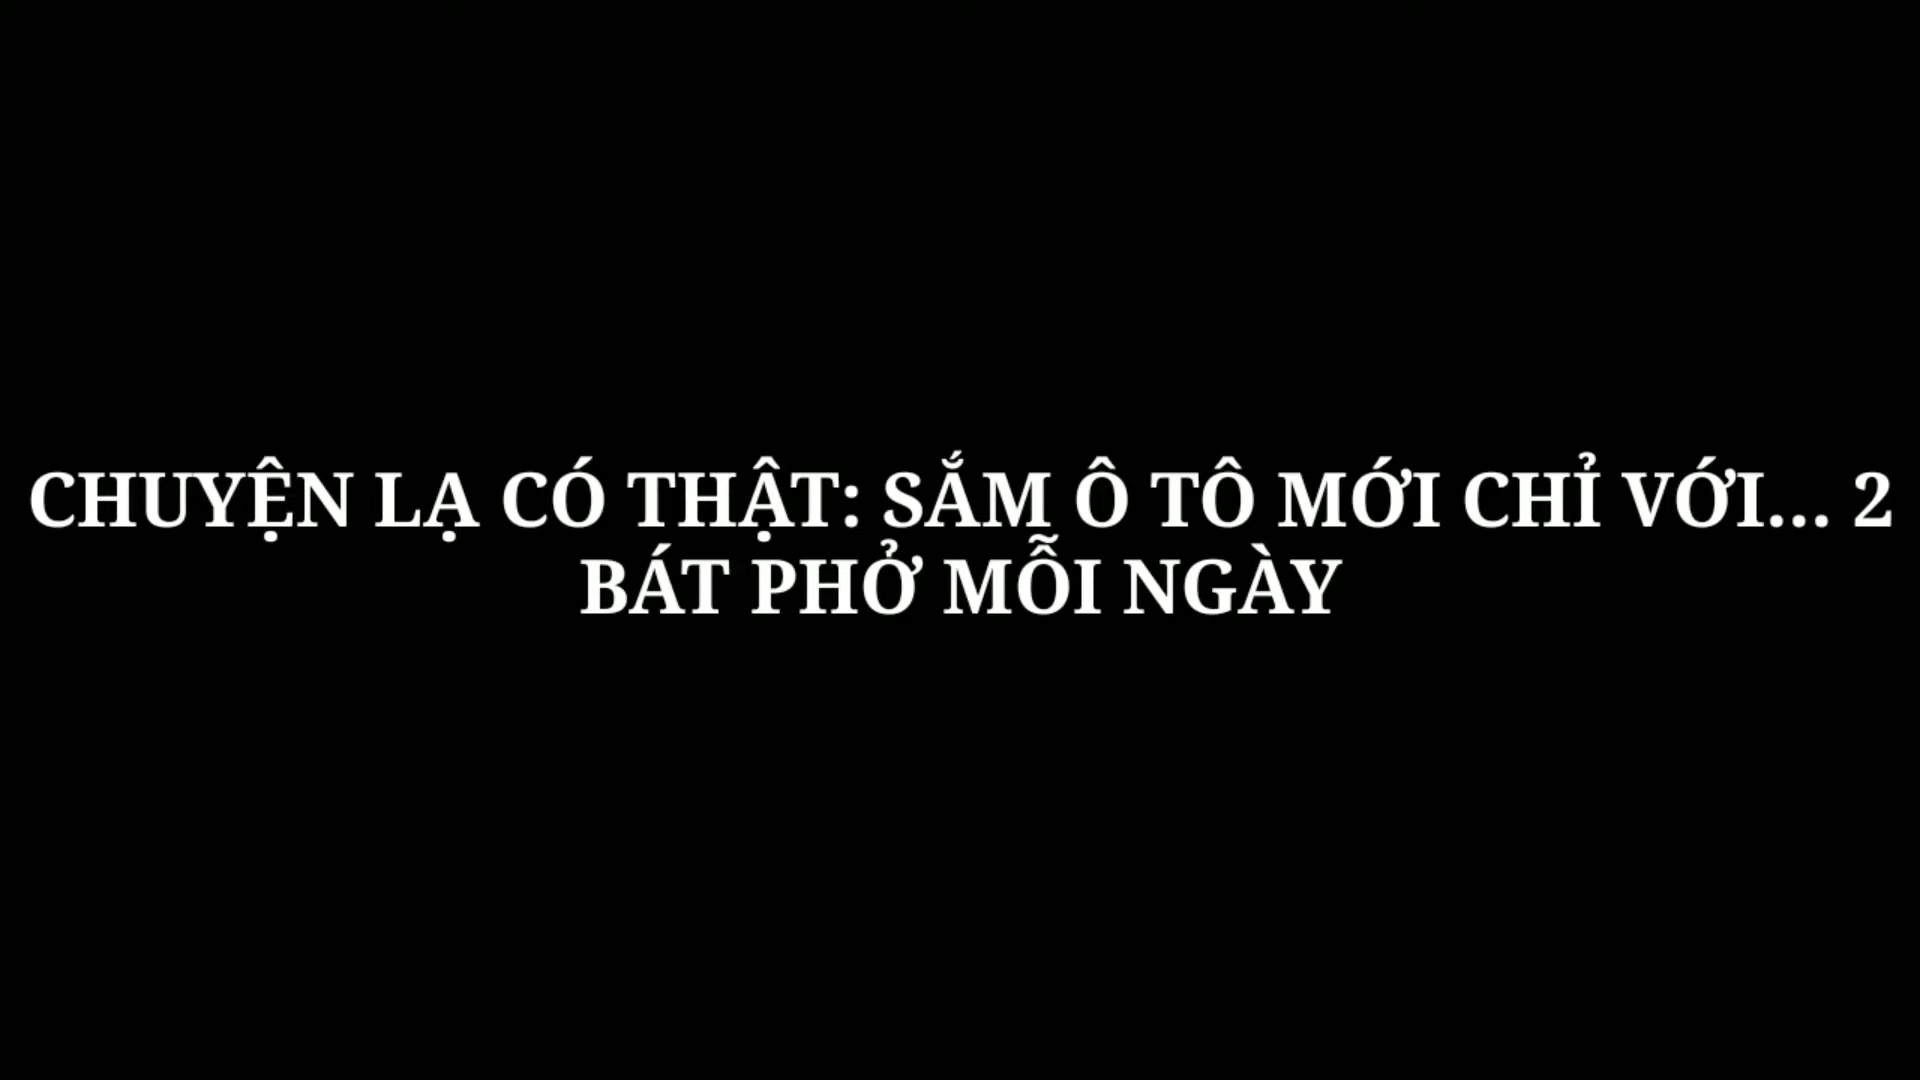 CHUYỆN LẠ CÓ THẬT: SẮM Ô TÔ MỚI CHỈ VỚI... 2
BÁT PHỞ MỖI NGÀY